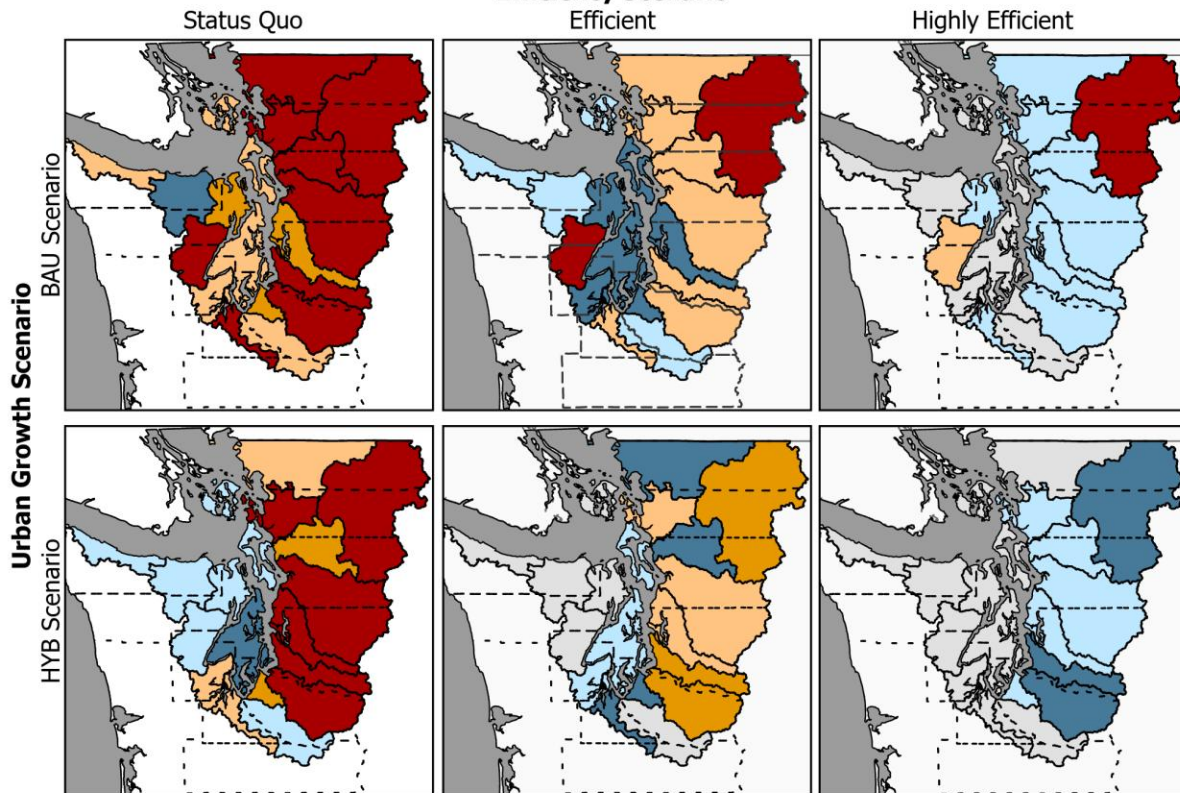 Status Quo
Efficient
Highly Efficient
Urban Growth Scenario
BAU Scenario
HYB Scenario